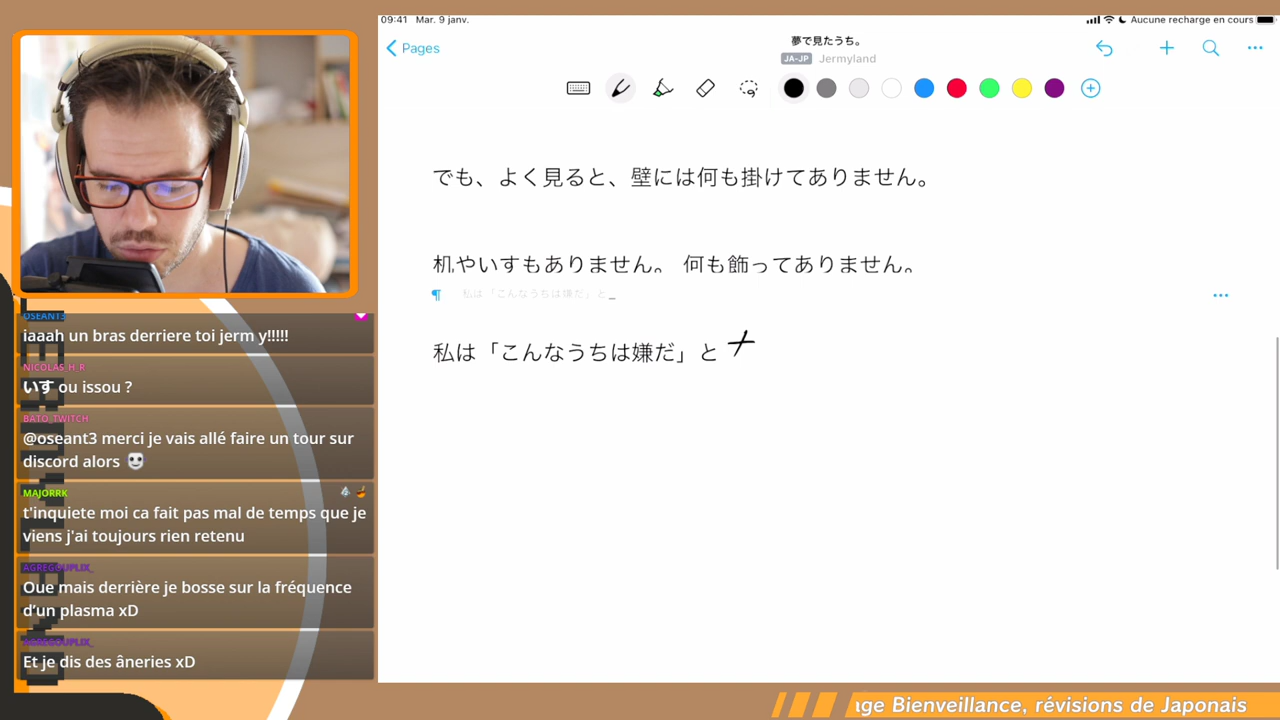 09:41 Mar. 9 janv.
Aucune recharge en cours
Pages
夢で見たうち。
JA-JP Jermyland
でも、よく見ると、壁には何も掛けてありません。
机やいすもありません。 何も飾ってありません。
私は「こんなうちは嫌だ」と_
私は「こんなうちは嫌だ」と
OSEANT3
iaaah un bras derriere toi jerm y!!!!!
NICOLAS_H_R
いす ou issou ?
BATO_TWITCH
@oseant3 merci je vais allé faire un tour sur
discord alors
MAJORRK
t'inquiete moi ca fait pas mal de temps que je
viens j'ai toujours rien retenu
AGREGOUPLIX_
Oue mais derrière je bosse sur la fréquence
d’un plasma xD
AGREGOUPLIX_
Et je dis des âneries xD
ge Bienveillance, révisions de Japonais